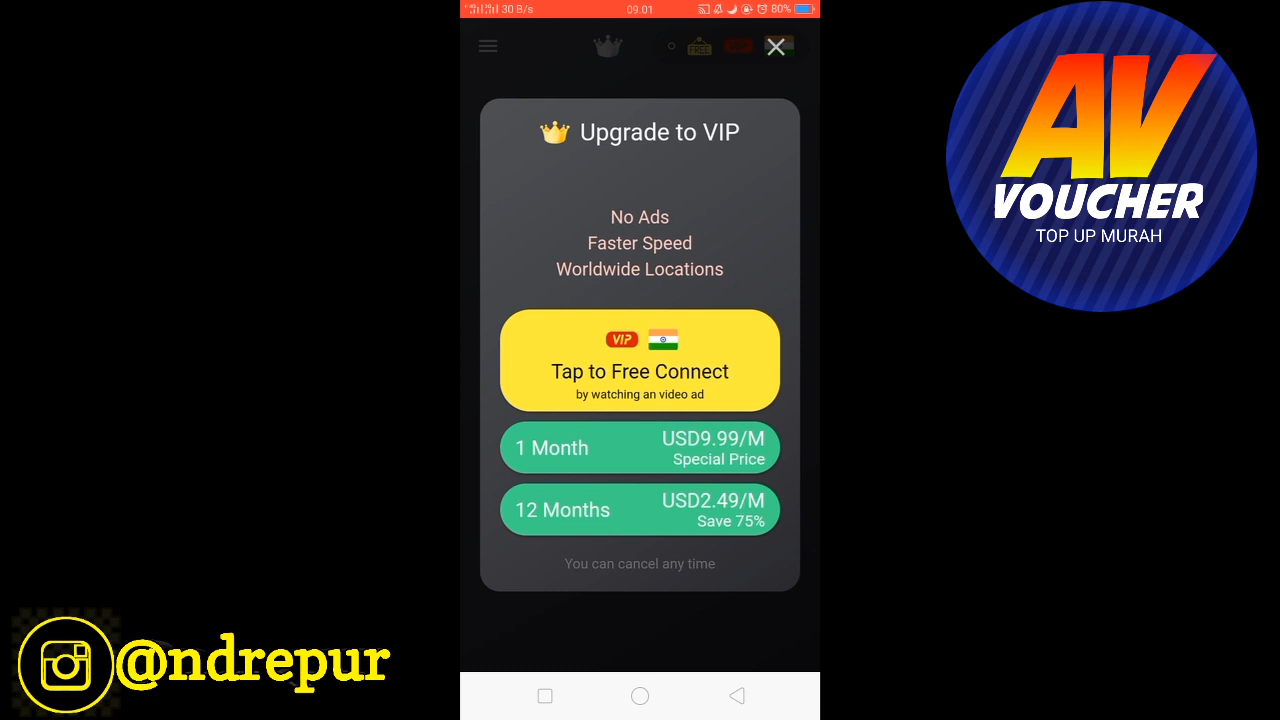 30 B/s
09.01
80%
FREE
Upgrade to VIP
No Ads
Faster Speed
Worldwide Locations
VIP
Tap to Free Connect
by watching an video ad
1 Month
USD9.99/M
Special Price
12 Months
USD2.49/M
Save 75%
You can cancel any time
AV
VOUCHER
TOP UP MURAH
@ndrepur